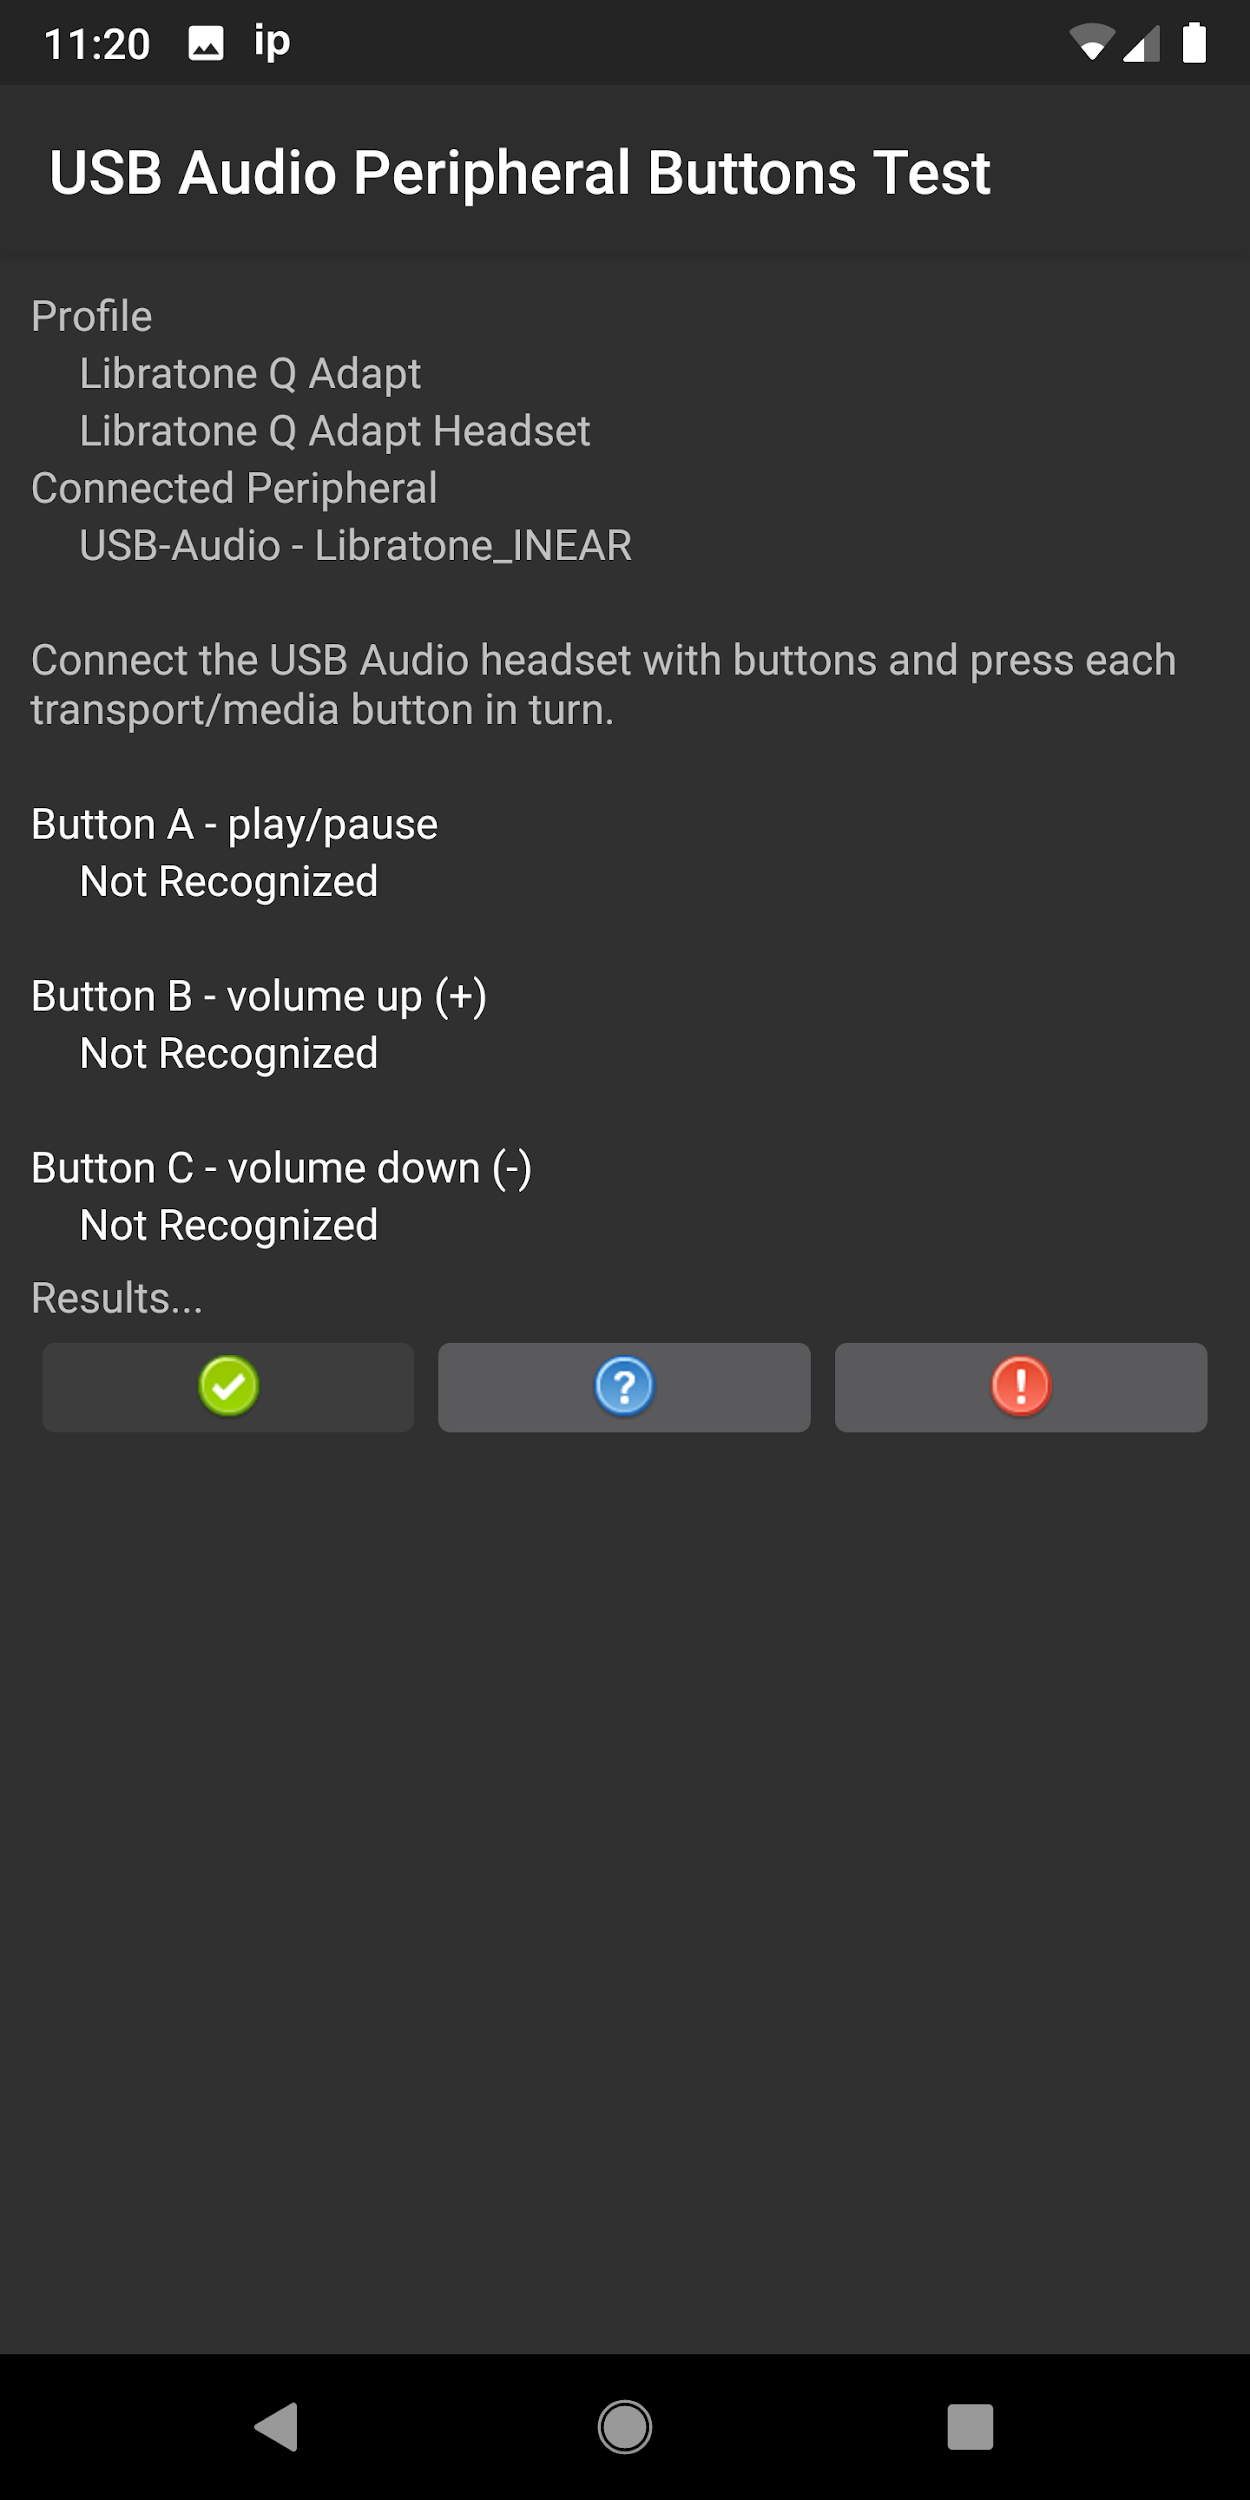 11:20 ip
USB Audio Peripheral Buttons Test
Profile
Libratone Q Adapt
Libratone Q Adapt Headset
Connected Peripheral
USB-Audio - Libratone_INEAR
Connect the USB Audio headset with buttons and press each
transport/media button in turn.
Button A - play/pause
Not Recognized
Button B - volume up (+)
Not Recognized
Button C - volume down (-)
Not Recognized
Results...